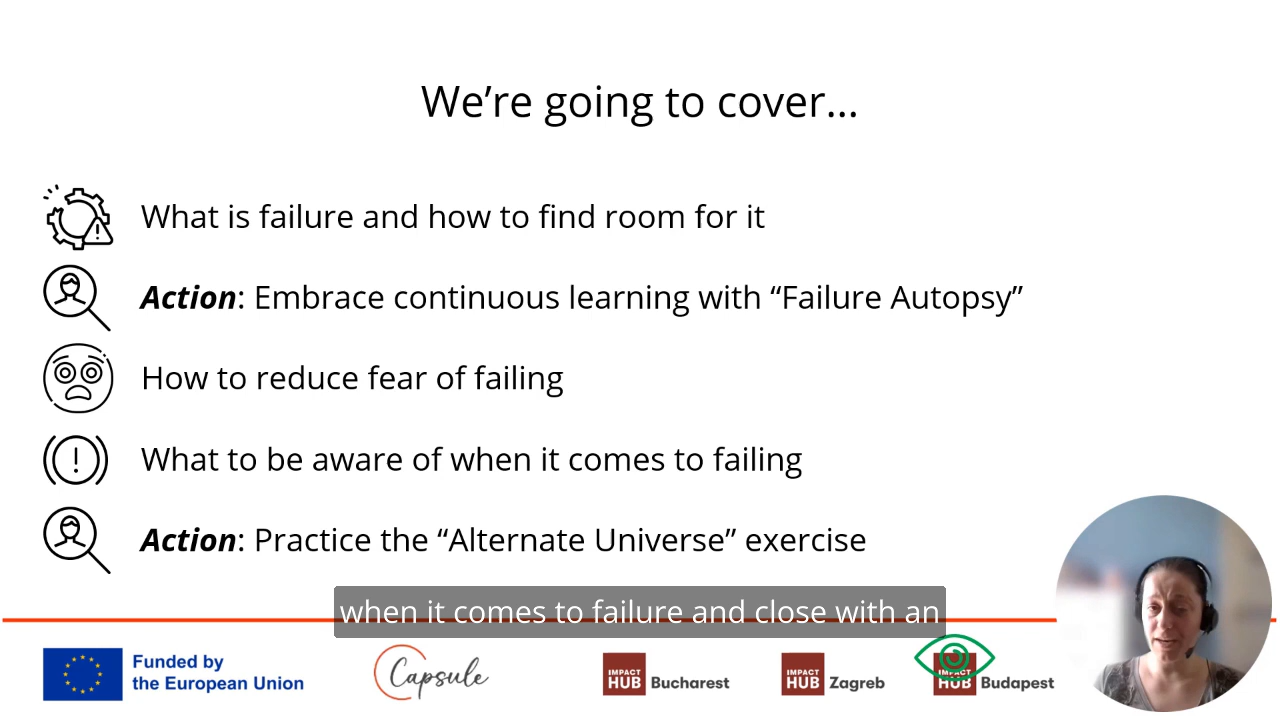 We’re going to cover...
What is failure and how to find room for it
Action: Embrace continuous learning with “Failure Autopsy”
How to reduce fear of failing
What to be aware of when it comes to failing
Action: Practice the “Alternate Universe” exercise
when it comes to failure and close with an
Funded by
the European Union
Capsule
IMPACT
HUB Bucharest
IMPACT
HUB Zagreb
IMPACT
HUB Budapest